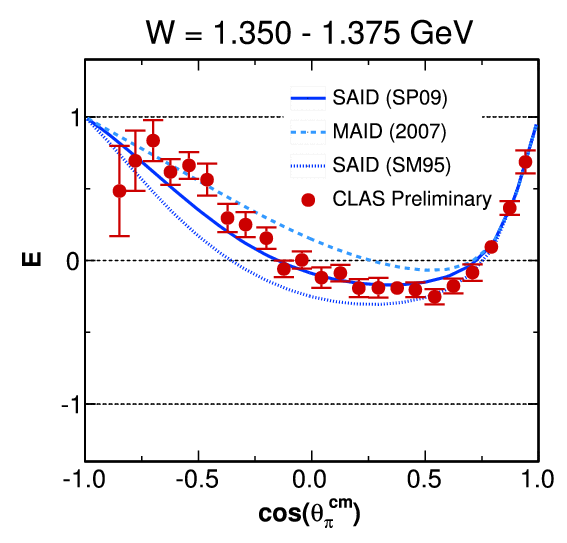 W = 1.350 - 1.375 GeV
SAID (SP09)
MAID (2007)
SAID (SM95)
CLAS Preliminary
1
0
-1
E
-1.0 -0.5 0.0 0.5 1.0
cos(θπcm)